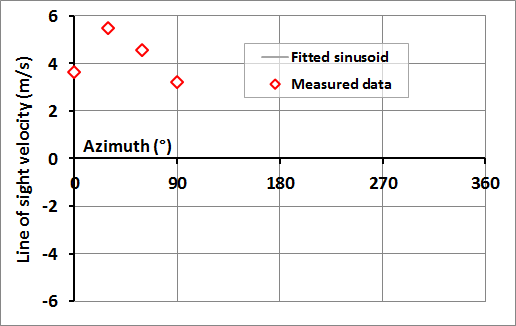 6
4
2
0
-2
-4
-6
Line of sight velocity (m/s)
Fitted sinusoid
Measured data
Azimuth (°)
0 90 180 270 360